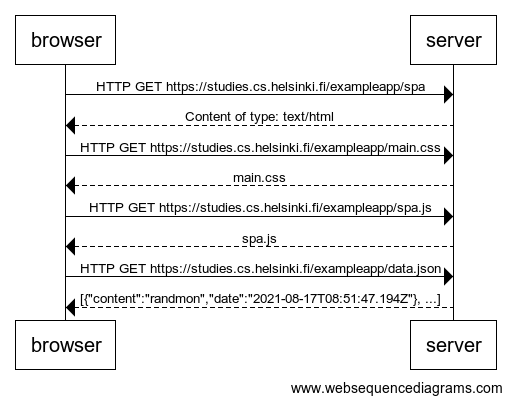 browser
server
HTTP GET https://studies.cs.helsinki.fi/exampleapp/spa
Content of type: text/html
HTTP GET https://studies.cs.helsinki.fi/exampleapp/main.css
main.css
HTTP GET https://studies.cs.helsinki.fi/exampleapp/spa.js
spa.js
HTTP GET https://studies.cs.helsinki.fi/exampleapp/data.json
[{"content":"randmon","date":"2021-08-17T08:51:47.194Z"}, ...]
browser
server
www.websequencediagrams.com